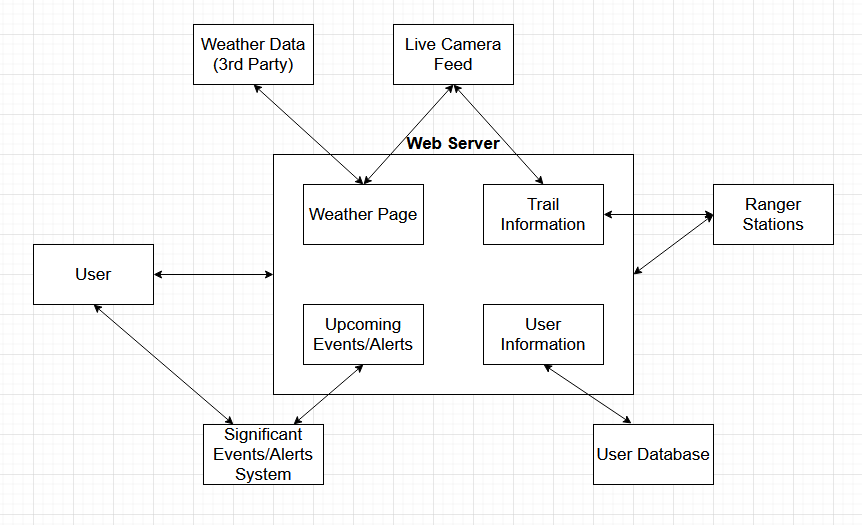 Weather Data
(3rd Party)
Live Camera
Feed
Web Server
Weather Page
Trail
Information
Ranger
Stations
User
Upcoming
Events/Alerts
User
Information
Significant
Events/Alerts
System
User Database